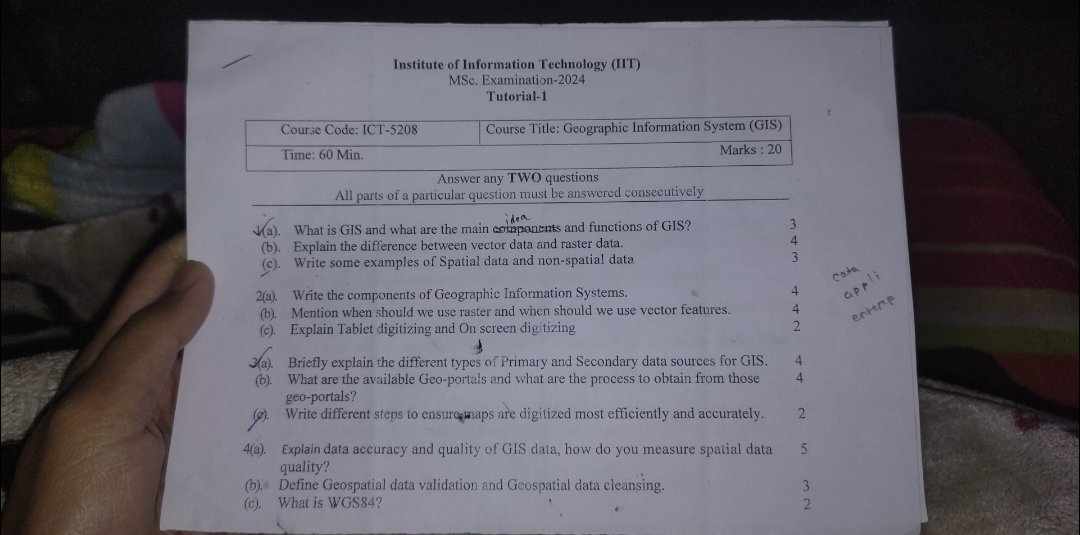 Institute of Information Technology (IIT)
MSc. Examination-2024
Tutorial-1
Course Code: ICT-5208 Course Title: Geographic Information System (GIS)
Time: 60 Min. Marks : 20
Answer any TWO questions
All parts of a particular question must be answered consecutively
idea
1(a). What is GIS and what are the main components and functions of GIS? 3
(b). Explain the difference between vector data and raster data. 4
(c). Write some examples of Spatial data and non-spatial data 3
2(a). Write the components of Geographic Information Systems. 4
(b). Mention when should we use raster and when should we use vector features. 4
(c). Explain Tablet digitizing and On screen digitizing 2
3(a). Briefly explain the different types of Primary and Secondary data sources for GIS. 4
(b). What are the available Geo-portals and what are the process to obtain from those 4
geo-portals?
(c). Write different steps to ensure maps are digitized most efficiently and accurately. 2
4(a). Explain data accuracy and quality of GIS data, how do you measure spatial data 5
quality?
(b). Define Geospatial data validation and Geospatial data cleansing. 3
(c). What is WGS84? 2
appli
enterp